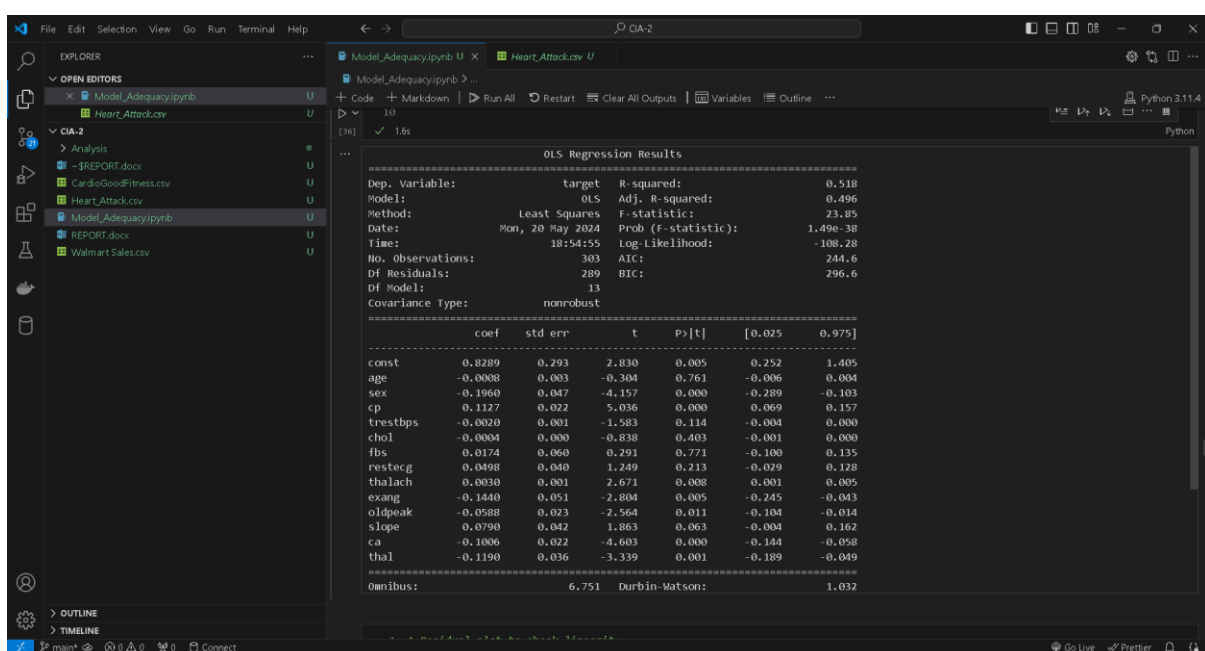 File Edit Selection View Go Run Terminal Help
CIA-2
EXPLORER
OPEN EDITORS
Model_Adequacy.ipynb U
Heart_Attack.csv U
CIA-2
Analysis
~$REPORT.docx U
CardioGoodFitness.csv U
Heart_Attack.csv U
Model_Adequacy.ipynb U
REPORT.docx U
Walmart Sales.csv U
OUTLINE
TIMELINE
21
Model_Adequacy.ipynb U Heart_Attack.csv U
Model_Adequacy.ipynb > ...
Code Markdown Run All Restart Clear All Outputs Variables Outline ... Python 3.11.4
10
[36] 1.6s Python
OLS Regression Results
Dep. Variable: target R-squared: 0.518
Model: OLS Adj. R-squared: 0.496
Method: Least Squares F-statistic: 23.85
Date: Mon, 20 May 2024 Prob (F-statistic): 1.49e-38
Time: 18:54:55 Log-Likelihood: -108.28
No. Observations: 303 AIC: 244.6
Df Residuals: 289 BIC: 296.6
Df Model: 13
Covariance Type: nonrobust
coef std err t P>|t| [0.025 0.975]
const 0.8289 0.293 2.830 0.005 0.252 1.405
age -0.0008 0.003 -0.304 0.761 -0.006 0.004
sex -0.1960 0.047 -4.157 0.000 -0.289 -0.103
cp 0.1127 0.022 5.036 0.000 0.069 0.157
trestbps -0.0020 0.001 -1.583 0.114 -0.004 0.000
chol -0.0004 0.000 -0.838 0.403 -0.001 0.000
fbs 0.0174 0.060 0.291 0.771 -0.100 0.135
restecg 0.0498 0.040 1.249 0.213 -0.029 0.128
thalach 0.0030 0.001 2.671 0.008 0.001 0.005
exang -0.1440 0.051 -2.804 0.005 -0.245 -0.043
oldpeak -0.0588 0.023 -2.564 0.011 -0.104 -0.014
slope 0.0790 0.042 1.863 0.063 -0.004 0.162
ca -0.1006 0.022 -4.603 0.000 -0.144 -0.058
thal -0.1190 0.036 -3.339 0.001 -0.189 -0.049
Omnibus: 6.751 Durbin-Watson: 1.032
main* 0 0 0 Connect Go Live Prettier